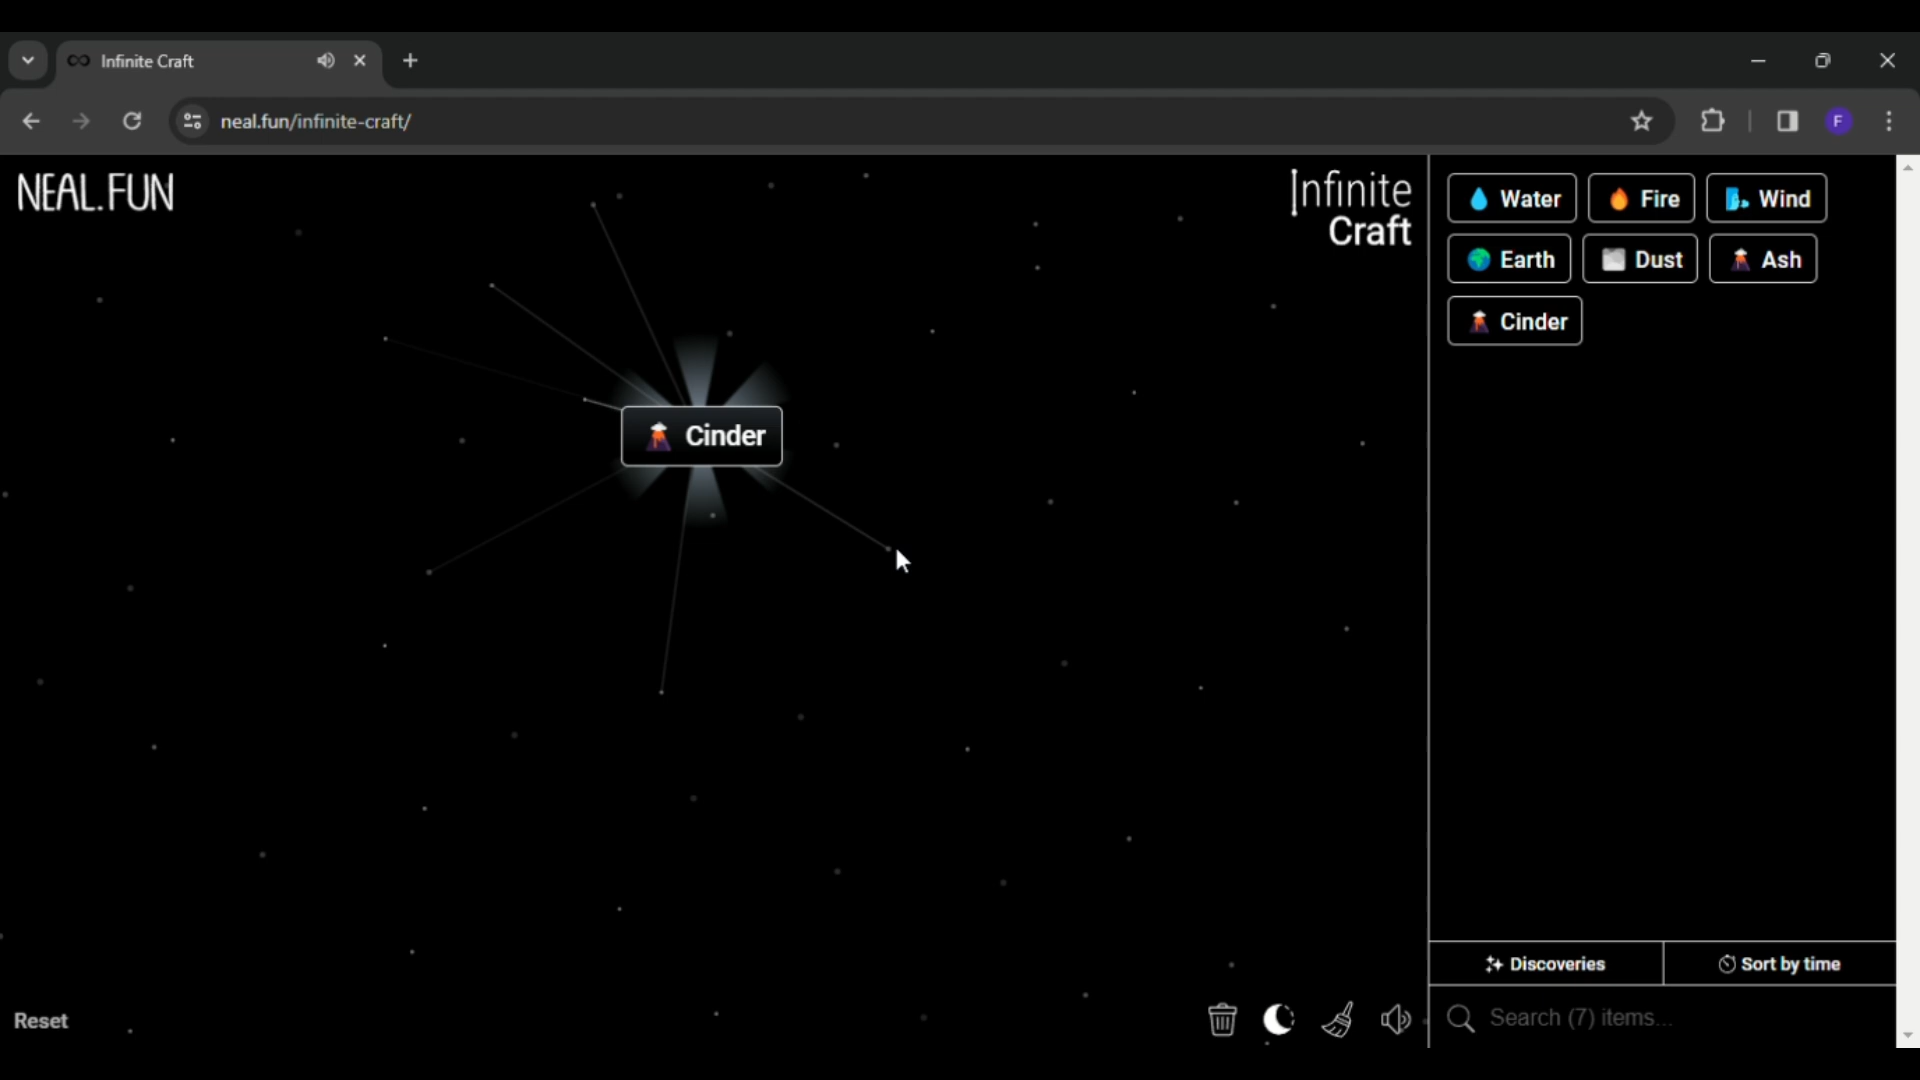 Infinite Craft
neal.fun/infinite-craft/
F
NEAL.FUN
Infinite
Craft
Water
Fire
Wind
Earth
Dust
Ash
Cinder
Cinder
Discoveries
Sort by time
Reset
Search (7) items...